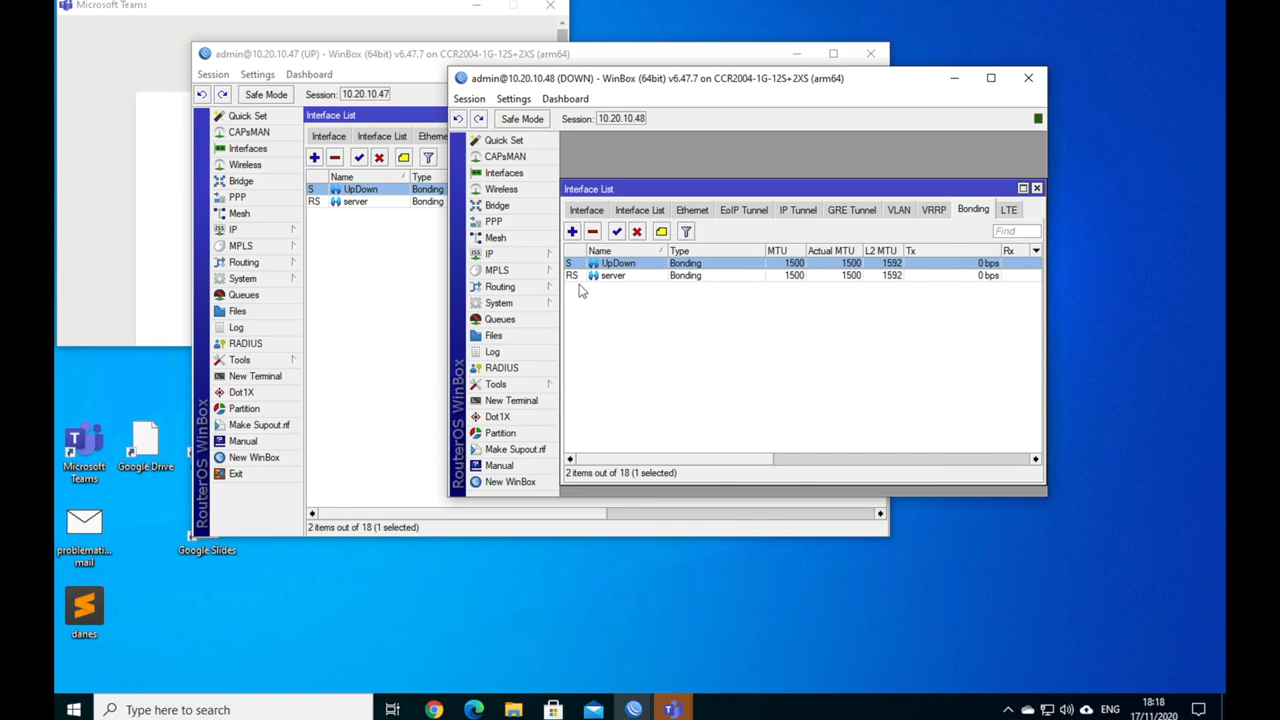 Microsoft Teams
admin@10.20.10.47 (UP) - WinBox (64bit) v6.47.7 on CCR2004-1G-12S+2XS (arm64)
Session Settings Dashboard
Safe Mode Session: 10.20.10.47
Quick Set
CAPsMAN
Interfaces
Wireless
Bridge
PPP
Mesh
IP
MPLS
Routing
System
Queues
Files
Log
RADIUS
Tools
New Terminal
Dot1X
Partition
Make Supout.rif
Manual
New WinBox
Exit
RouterOS WinBox
Interface List
Interface Interface List Etherne
Name Type
S UpDown Bonding
RS server Bonding
2 items out of 18 (1 selected)
admin@10.20.10.48 (DOWN) - WinBox (64bit) v6.47.7 on CCR2004-1G-12S+2XS (arm64)
Session Settings Dashboard
Safe Mode Session: 10.20.10.48
Quick Set
CAPsMAN
Interfaces
Wireless
Bridge
PPP
Mesh
IP
MPLS
Routing
System
Queues
Files
Log
RADIUS
Tools
New Terminal
Dot1X
Partition
Make Supout.rif
Manual
New WinBox
RouterOS WinBox
Interface List
Interface Interface List Ethernet EoIP Tunnel IP Tunnel GRE Tunnel VLAN VRRP Bonding LTE
Find
Name Type MTU Actual MTU L2 MTU Tx Rx
S UpDown Bonding 1500 1500 1592 0 bps
RS server Bonding 1500 1500 1592 0 bps
2 items out of 18 (1 selected)
Microsoft
Teams
Google Drive
problemati...
mail
Google Slides
danes
Type here to search
ENG
18:18
17/11/2020